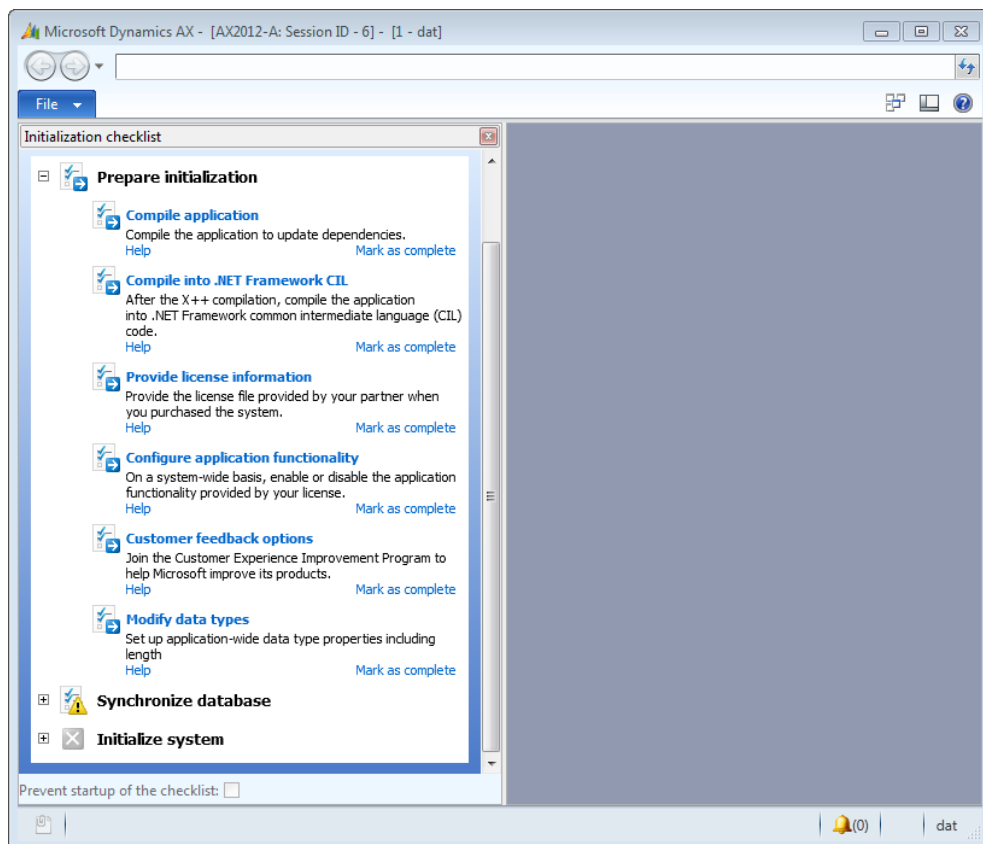 Microsoft Dynamics AX - [AX2012-A: Session ID - 6] - [1 - dat]
File
Initialization checklist
Prepare initialization
Compile application
Compile the application to update dependencies.
Help Mark as complete
Compile into .NET Framework CIL
After the X++ compilation, compile the application
into .NET Framework common intermediate language (CIL)
code.
Help Mark as complete
Provide license information
Provide the license file provided by your partner when
you purchased the system.
Help Mark as complete
Configure application functionality
On a system-wide basis, enable or disable the application
functionality provided by your license.
Help Mark as complete
Customer feedback options
Join the Customer Experience Improvement Program to
help Microsoft improve its products.
Help Mark as complete
Modify data types
Set up application-wide data type properties including
length
Help Mark as complete
Synchronize database
Initialize system
Prevent startup of the checklist:
(0) dat